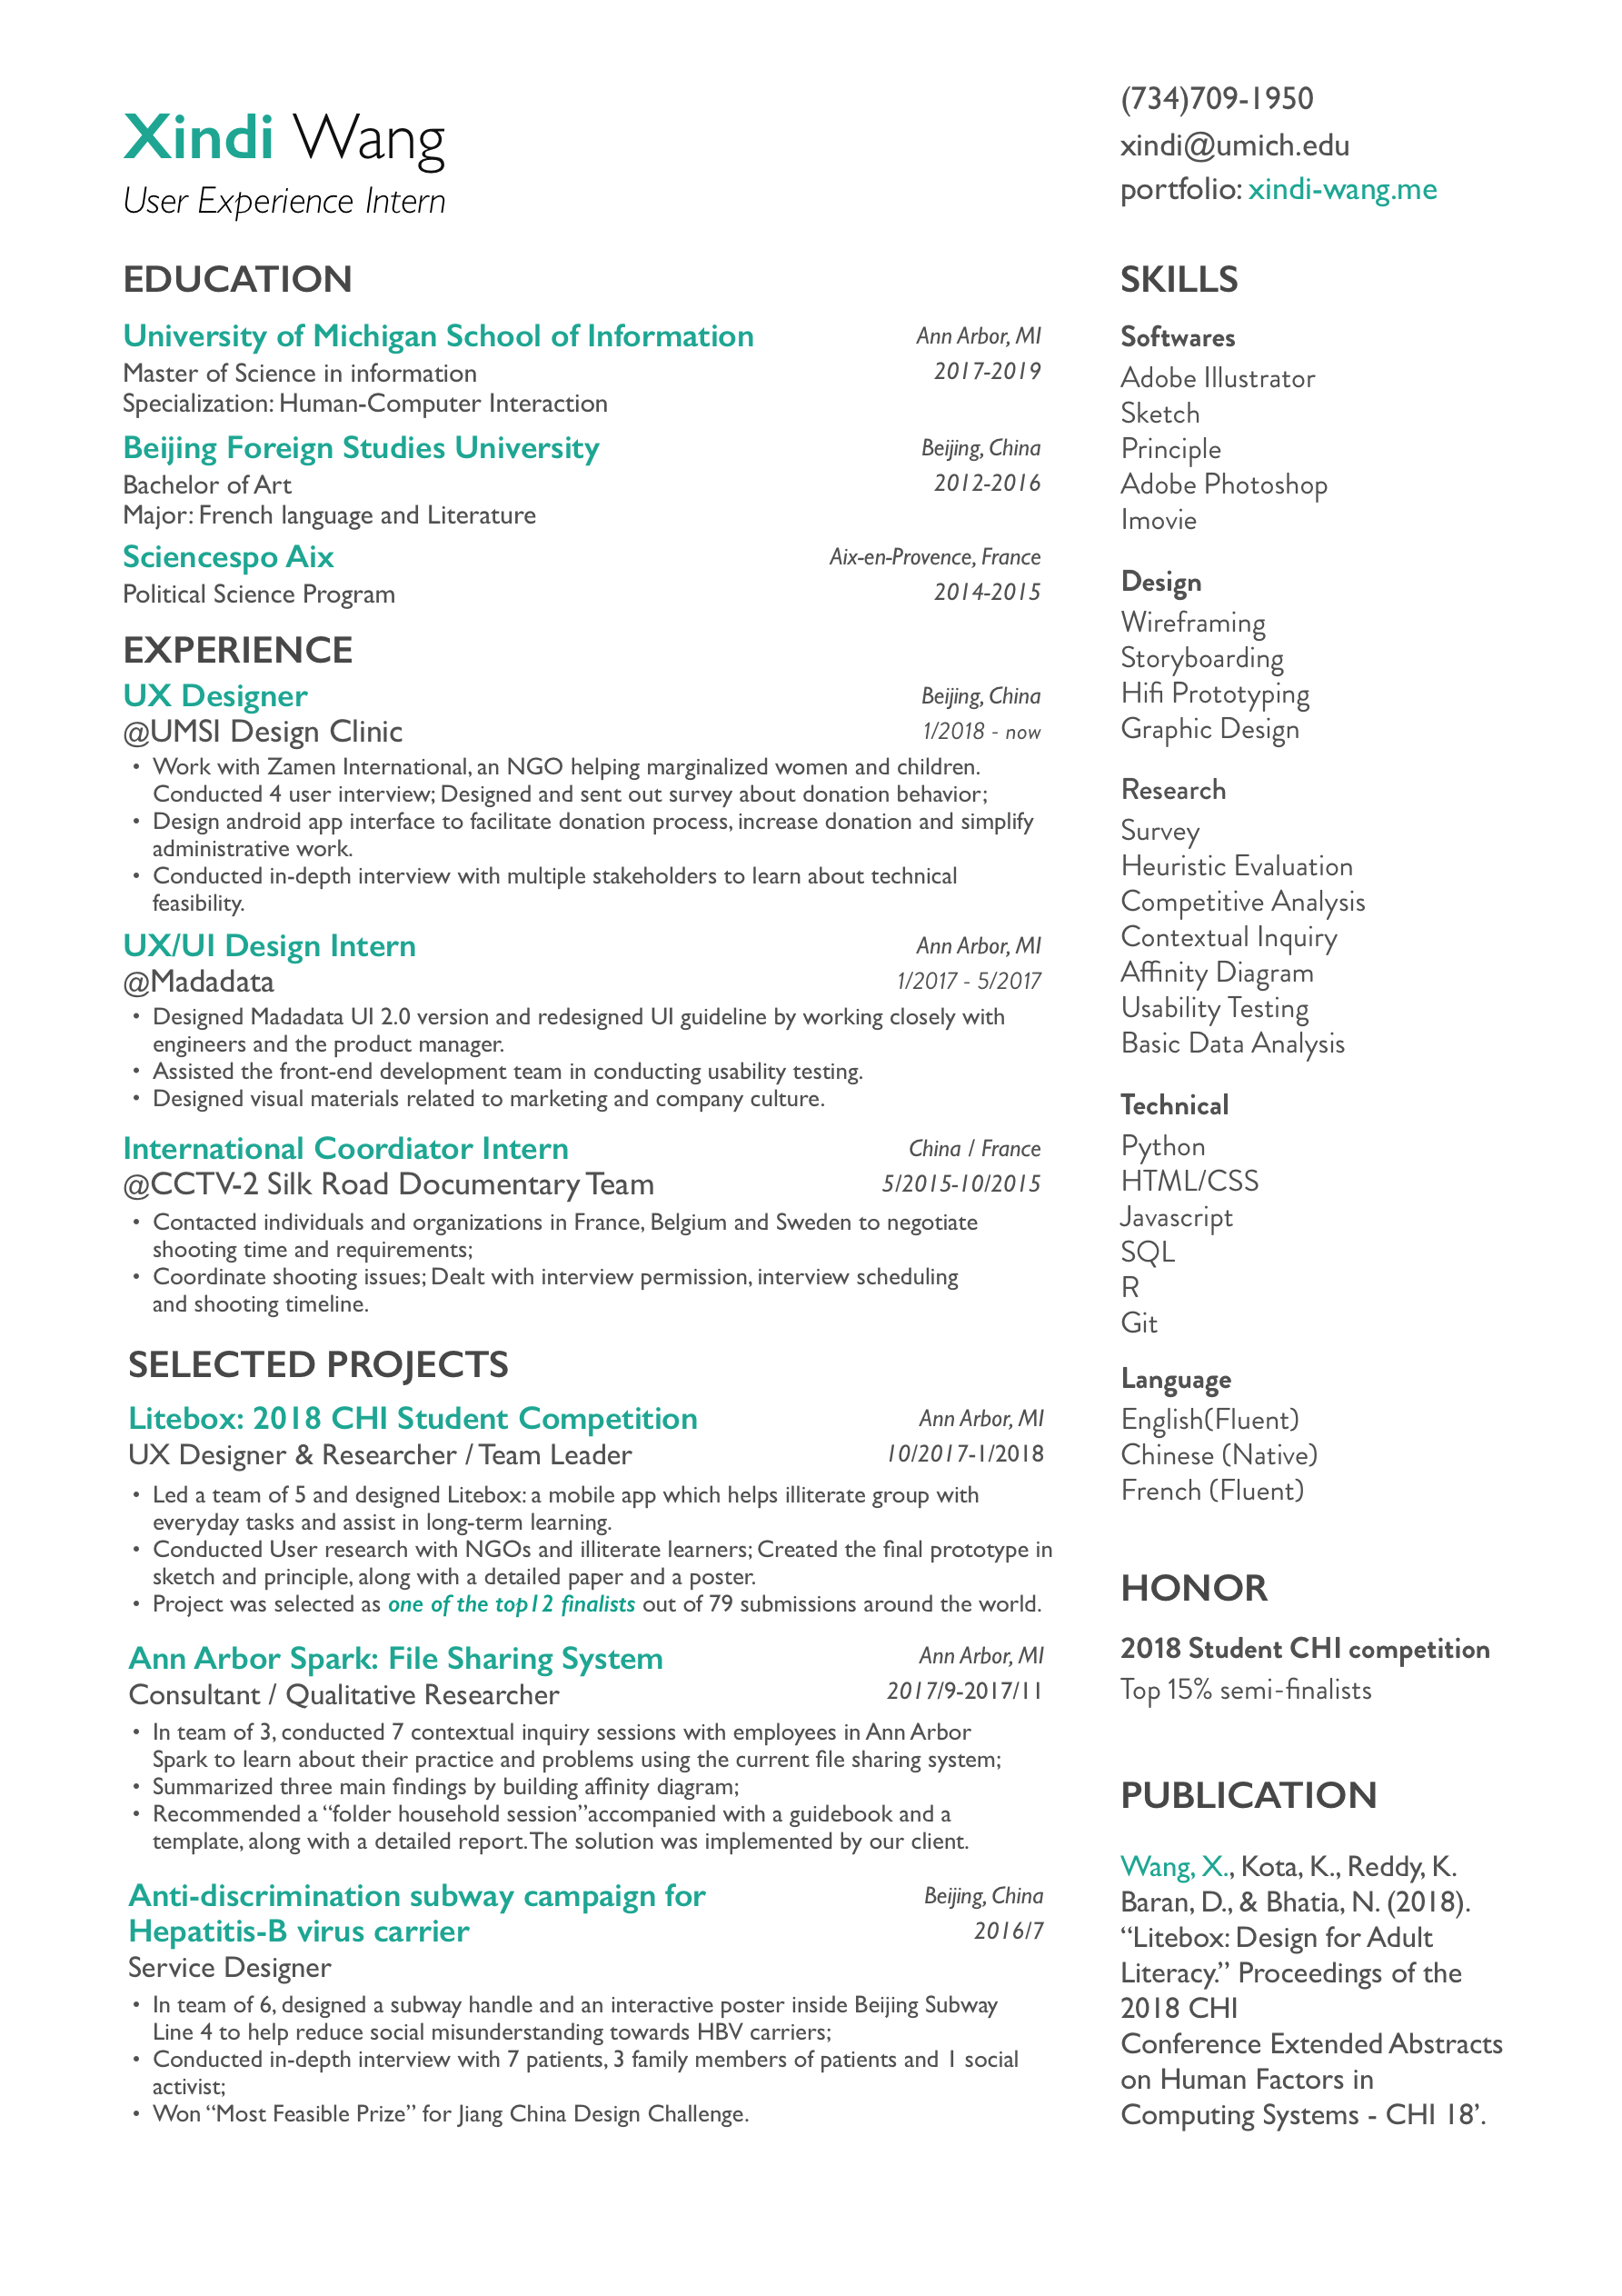 Xindi Wang
User Experience Intern
(734)709-1950
xindi@umich.edu
portfolio: xindi-wang.me
EDUCATION
University of Michigan School of Information
Ann Arbor, MI
Master of Science in information
2017-2019
Specialization: Human-Computer Interaction
Beijing Foreign Studies University
Beijing, China
Bachelor of Art
2012-2016
Major: French language and Literature
Sciencespo Aix
Aix-en-Provence, France
Political Science Program
2014-2015
EXPERIENCE
UX Designer
Beijing, China
@UMSI Design Clinic
1/2018 - now
• Work with Zamen International, an NGO helping marginalized women and children.
Conducted 4 user interview; Designed and sent out survey about donation behavior;
• Design android app interface to facilitate donation process, increase donation and simplify
administrative work.
• Conducted in-depth interview with multiple stakeholders to learn about technical
feasibility.
UX/UI Design Intern
Ann Arbor, MI
@Madadata
1/2017 - 5/2017
• Designed Madadata UI 2.0 version and redesigned UI guideline by working closely with
engineers and the product manager.
• Assisted the front-end development team in conducting usability testing.
• Designed visual materials related to marketing and company culture.
International Coordiator Intern
China / France
@CCTV-2 Silk Road Documentary Team
5/2015-10/2015
• Contacted individuals and organizations in France, Belgium and Sweden to negotiate
shooting time and requirements;
• Coordinate shooting issues; Dealt with interview permission, interview scheduling
and shooting timeline.
SELECTED PROJECTS
Litebox: 2018 CHI Student Competition
Ann Arbor, MI
UX Designer & Researcher / Team Leader
10/2017-1/2018
• Led a team of 5 and designed Litebox: a mobile app which helps illiterate group with
everyday tasks and assist in long-term learning.
• Conducted User research with NGOs and illiterate learners; Created the final prototype in
sketch and principle, along with a detailed paper and a poster.
• Project was selected as one of the top12 finalists out of 79 submissions around the world.
Ann Arbor Spark: File Sharing System
Ann Arbor, MI
Consultant / Qualitative Researcher
2017/9-2017/11
• In team of 3, conducted 7 contextual inquiry sessions with employees in Ann Arbor
Spark to learn about their practice and problems using the current file sharing system;
• Summarized three main findings by building affinity diagram;
• Recommended a “folder household session”accompanied with a guidebook and a
template, along with a detailed report. The solution was implemented by our client.
Anti-discrimination subway campaign for
Beijing, China
Hepatitis-B virus carrier
2016/7
Service Designer
• In team of 6, designed a subway handle and an interactive poster inside Beijing Subway
Line 4 to help reduce social misunderstanding towards HBV carriers;
• Conducted in-depth interview with 7 patients, 3 family members of patients and 1 social
activist;
• Won “Most Feasible Prize” for Jiang China Design Challenge.
SKILLS
Softwares
Adobe Illustrator
Sketch
Principle
Adobe Photoshop
Imovie
Design
Wireframing
Storyboarding
Hifi Prototyping
Graphic Design
Research
Survey
Heuristic Evaluation
Competitive Analysis
Contextual Inquiry
Affinity Diagram
Usability Testing
Basic Data Analysis
Technical
Python
HTML/CSS
Javascript
SQL
R
Git
Language
English(Fluent)
Chinese (Native)
French (Fluent)
HONOR
2018 Student CHI competition
Top 15% semi-finalists
PUBLICATION
Wang, X., Kota, K., Reddy, K.
Baran, D., & Bhatia, N. (2018).
“Litebox: Design for Adult
Literacy.” Proceedings of the
2018 CHI
Conference Extended Abstracts
on Human Factors in
Computing Systems - CHI 18’.